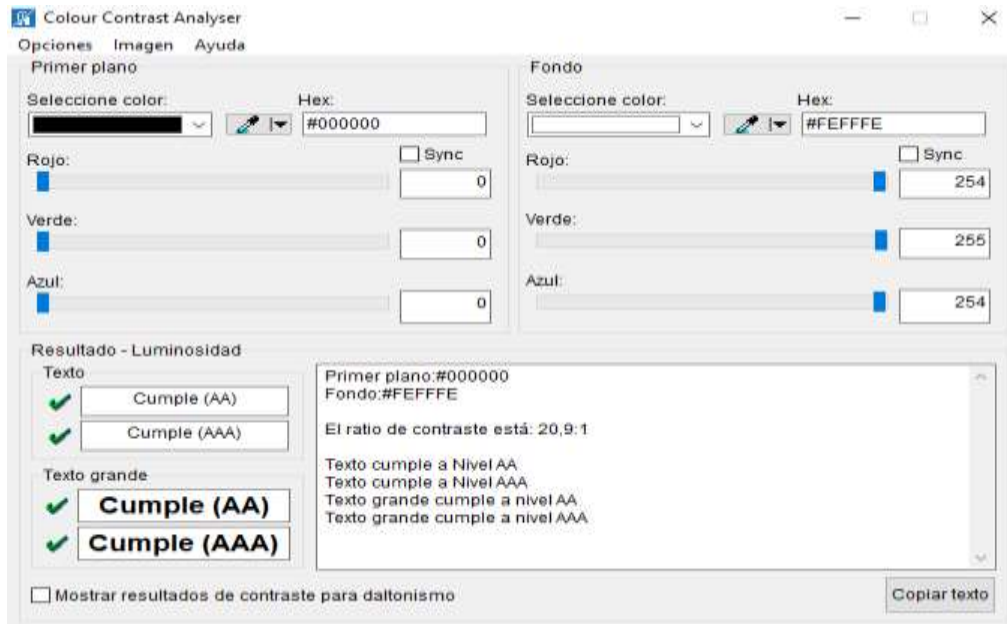 Colour Contrast Analyser
Opciones Imagen Ayuda
Primer plano
Seleccione color: Hex:
#000000
Rojo: Sync
0
Verde:
0
Azul:
0
Fondo
Seleccione color: Hex:
#FEFFFE
Rojo: Sync
254
Verde:
255
Azul:
254
Resultado - Luminosidad
Texto
Cumple (AA)
Cumple (AAA)
Texto grande
Cumple (AA)
Cumple (AAA)
Primer plano:#000000
Fondo:#FEFFFE
El ratio de contraste está: 20,9:1
Texto cumple a Nivel AA
Texto cumple a Nivel AAA
Texto grande cumple a nivel AA
Texto grande cumple a nivel AAA
Mostrar resultados de contraste para daltonismo
Copiar texto